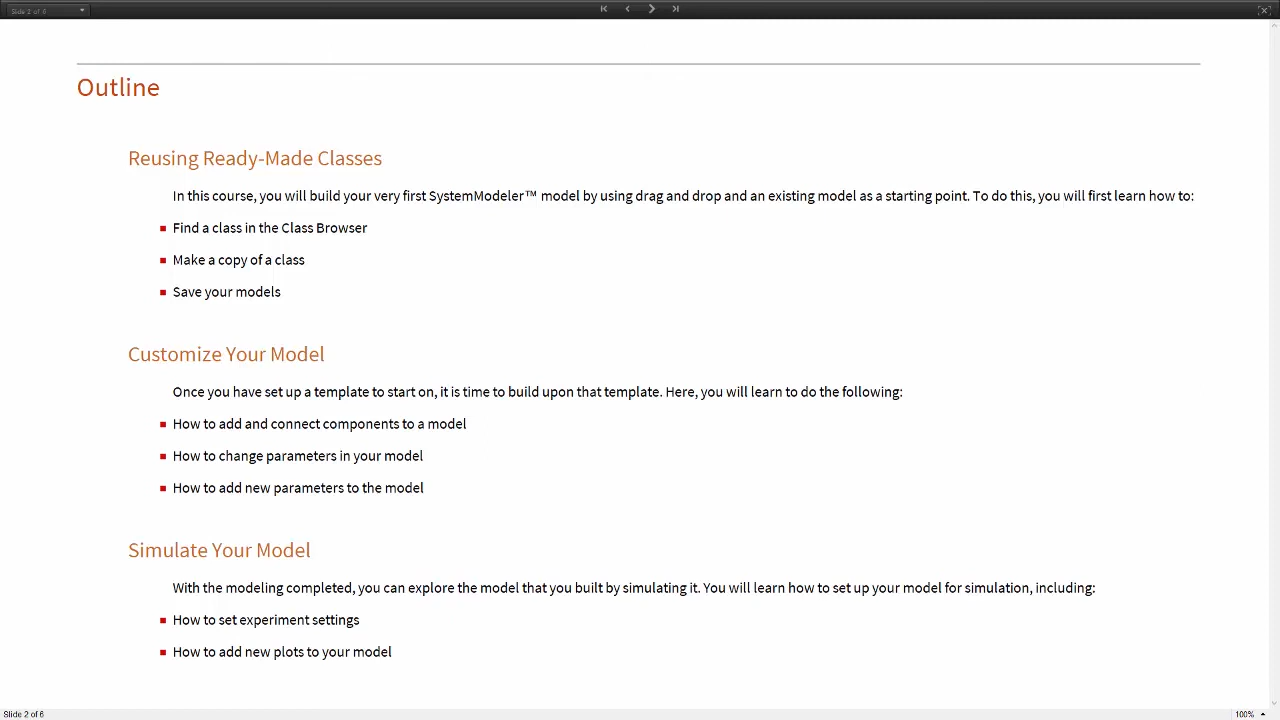 Slide 2 of 6
Outline
Reusing Ready-Made Classes
In this course, you will build your very first SystemModeler™ model by using drag and drop and an existing model as a starting point. To do this, you will first learn how to:
Find a class in the Class Browser
Make a copy of a class
Save your models
Customize Your Model
Once you have set up a template to start on, it is time to build upon that template. Here, you will learn to do the following:
How to add and connect components to a model
How to change parameters in your model
How to add new parameters to the model
Simulate Your Model
With the modeling completed, you can explore the model that you built by simulating it. You will learn how to set up your model for simulation, including:
How to set experiment settings
How to add new plots to your model
Slide 2 of 6
100%